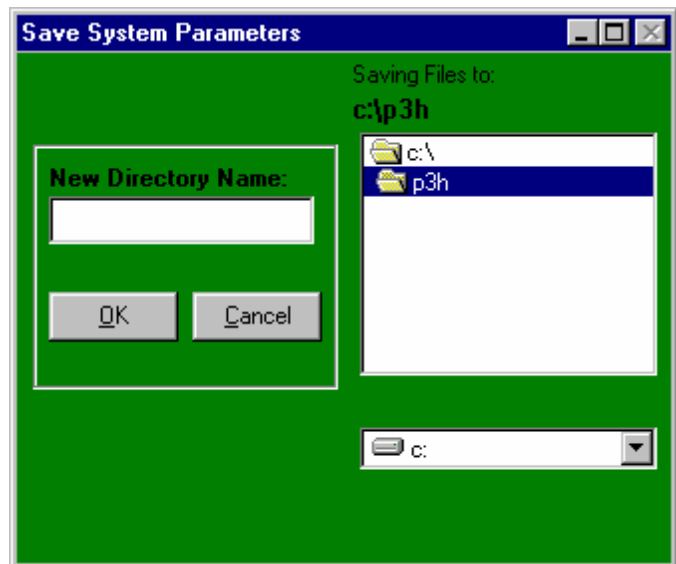 Save System Parameters
Saving Files to:
c:\p3h
c:\
p3h
New Directory Name:
OK
Cancel
c: